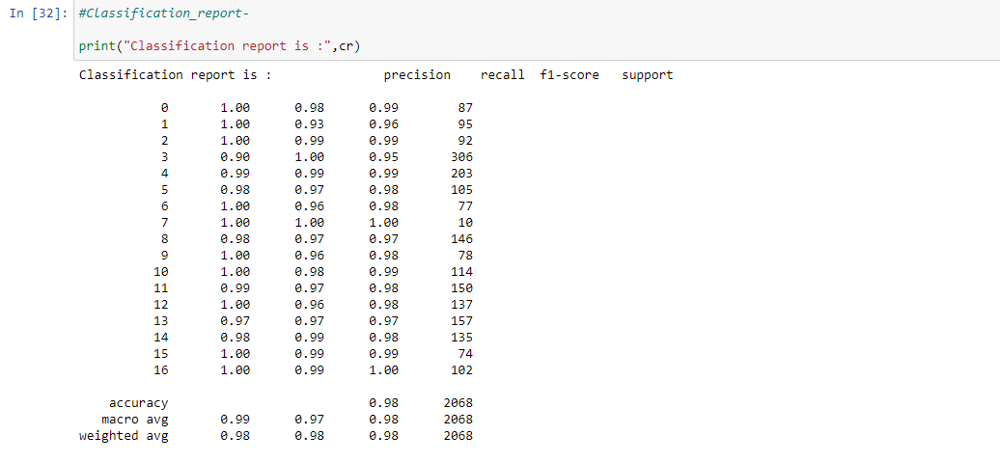 In [32]: #Classification_report-
print("Classification report is :",cr)
Classification report is : precision recall f1-score support
0 1.00 0.98 0.99 87
1 1.00 0.93 0.96 95
2 1.00 0.99 0.99 92
3 0.90 1.00 0.95 306
4 0.99 0.99 0.99 203
5 0.98 0.97 0.98 105
6 1.00 0.96 0.98 77
7 1.00 1.00 1.00 10
8 0.98 0.97 0.97 146
9 1.00 0.96 0.98 78
10 1.00 0.98 0.99 114
11 0.99 0.97 0.98 150
12 1.00 0.96 0.98 137
13 0.97 0.97 0.97 157
14 0.98 0.99 0.98 135
15 1.00 0.99 0.99 74
16 1.00 0.99 1.00 102
accuracy 0.98 2068
macro avg 0.99 0.97 0.98 2068
weighted avg 0.98 0.98 0.98 2068